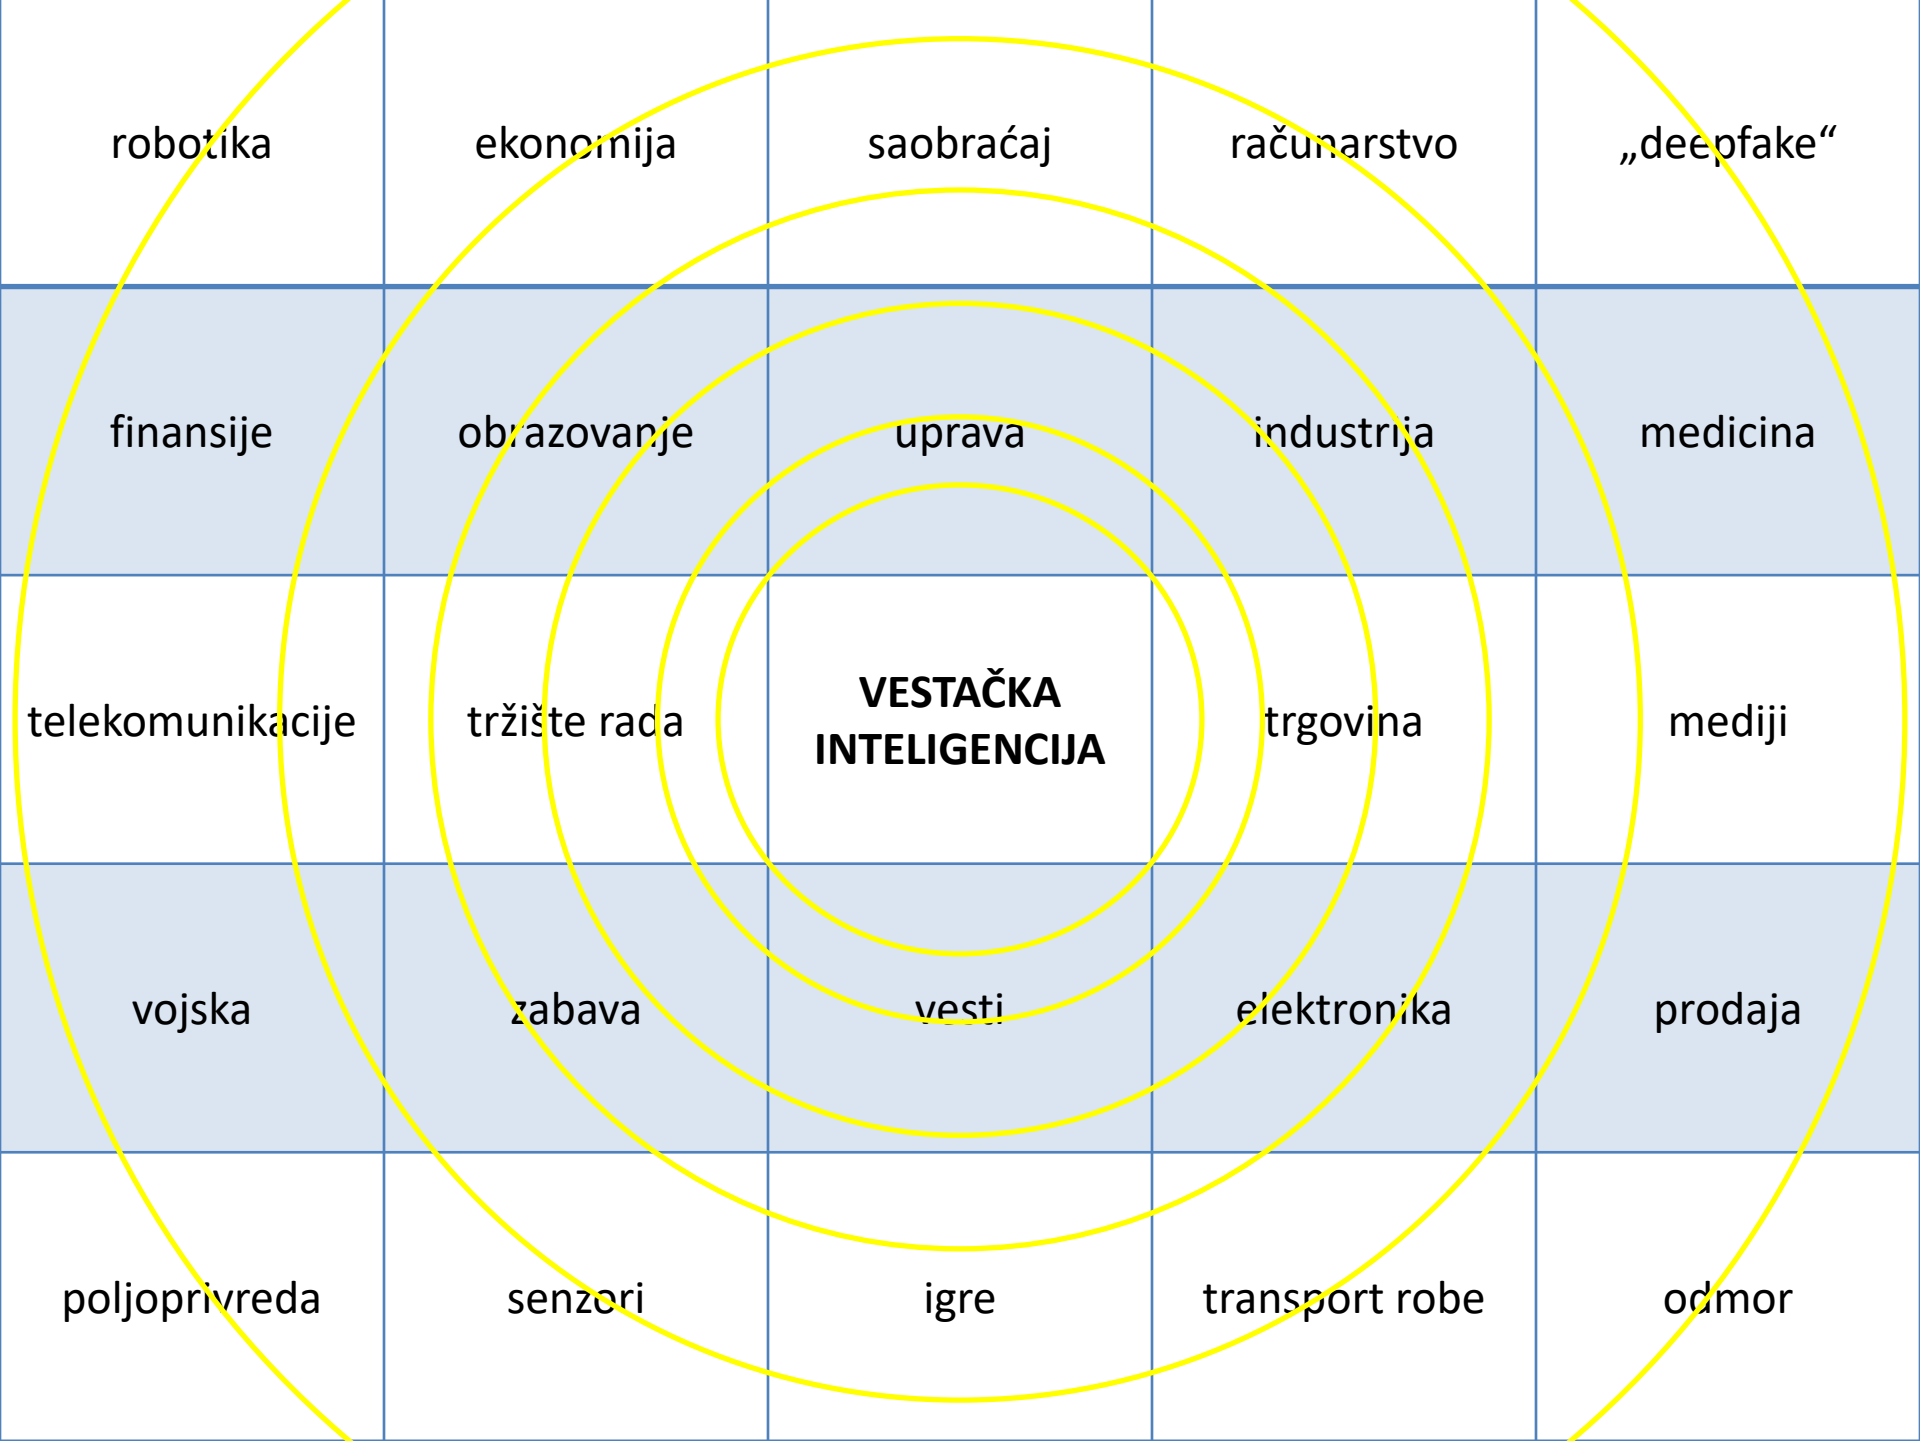 robotika
ekonomija
saobraćaj
računarstvo
„deepfake“
finansije
obrazovanje
uprava
industrija
medicina
telekomunikacije
tržište rada
VESTAČKA
INTELIGENCIJA
trgovina
mediji
vojska
zabava
vesti
elektronika
prodaja
poljoprivreda
senzori
igre
transport robe
odmor